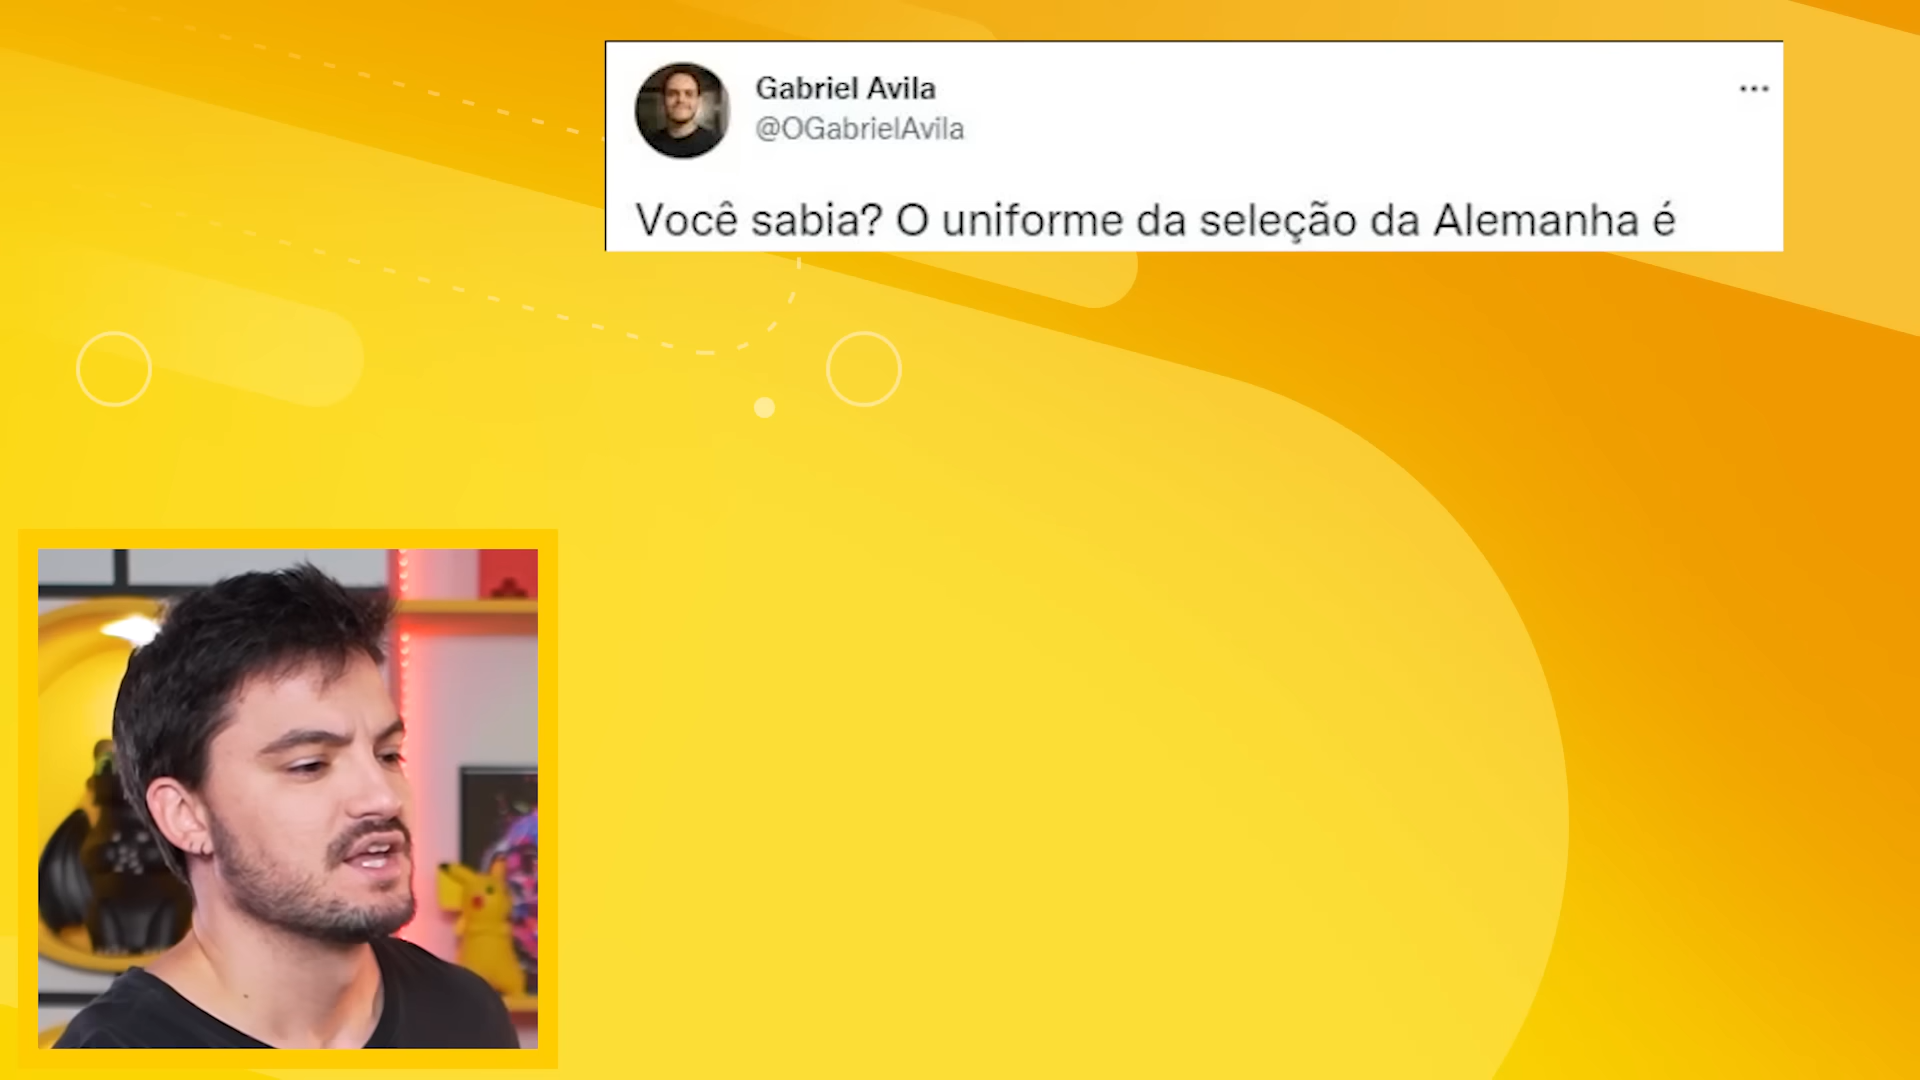 Gabriel Avila
@OGabrielAvila
Você sabia? O uniforme da seleção da Alemanha é